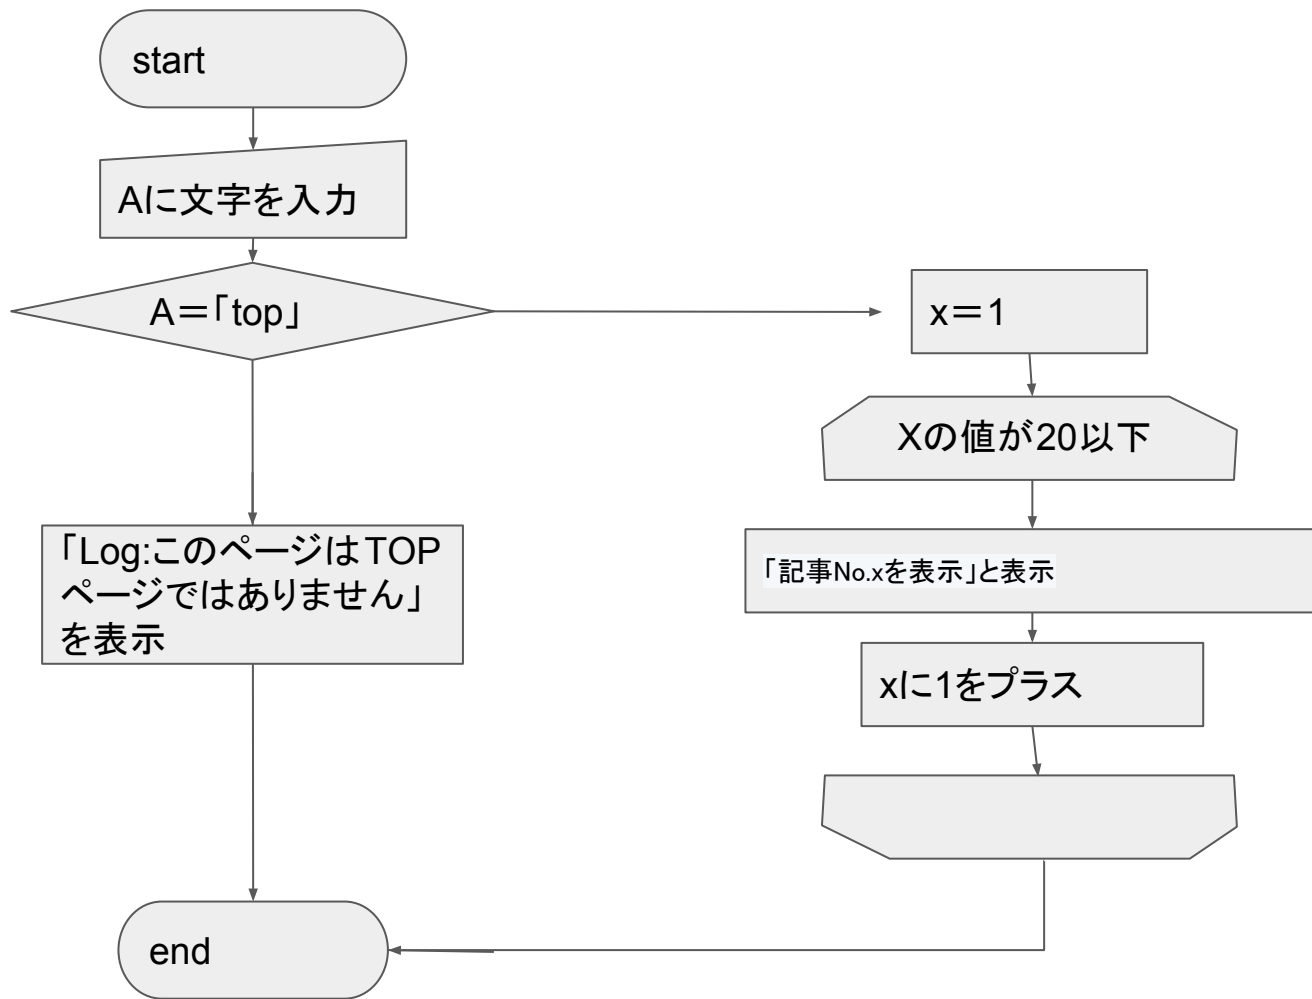 start
Aに文字を入力
A＝「top」
x＝1
Xの値が20以下
「Log:このページはTOP
ページではありません」
を表示
「記事No.xを表示」と表示
xに1をプラス
end